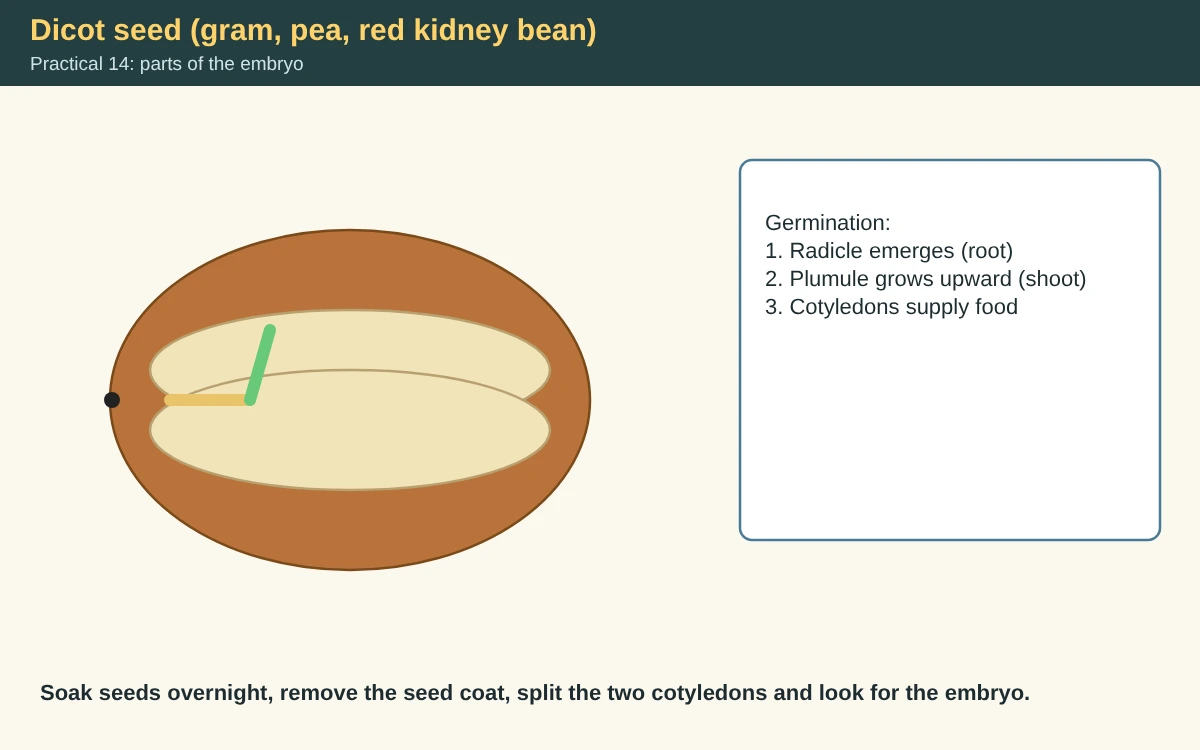 Dicot seed (gram, pea, red kidney bean)
Practical 14: parts of the embryo
Germination:
1. Radicle emerges (root)
2. Plumule grows upward (shoot)
3. Cotyledons supply food
Soak seeds overnight, remove the seed coat, split the two cotyledons and look for the embryo.